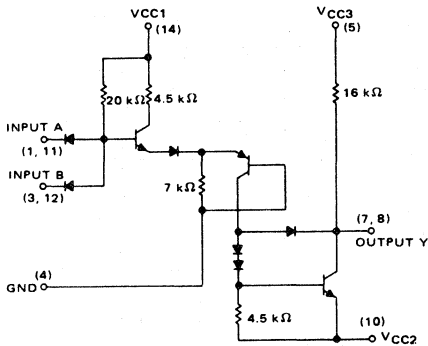 VCC1
(14)
VCC3
(5)
20 kΩ
4.5 kΩ
16 kΩ
INPUT A
(1, 11)
INPUT B
(3, 12)
7 kΩ
(7, 8)
OUTPUT Y
(4)
GND
4.5 kΩ
(10)
VCC2